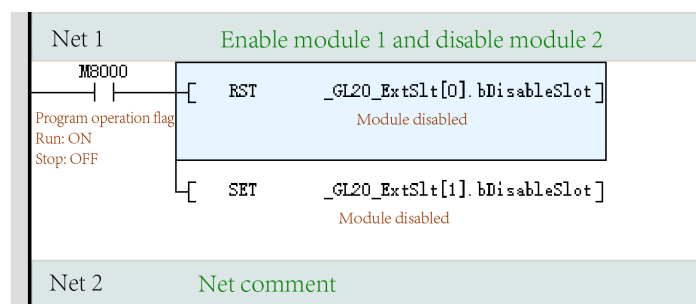 Net 1 Enable module 1 and disable module 2
M8000
RST _GL20_ExtSlt[0].bDisableSlot
Program operation flag Module disabled
Run: ON
Stop: OFF
SET _GL20_ExtSlt[1].bDisableSlot
Module disabled
Net 2 Net comment